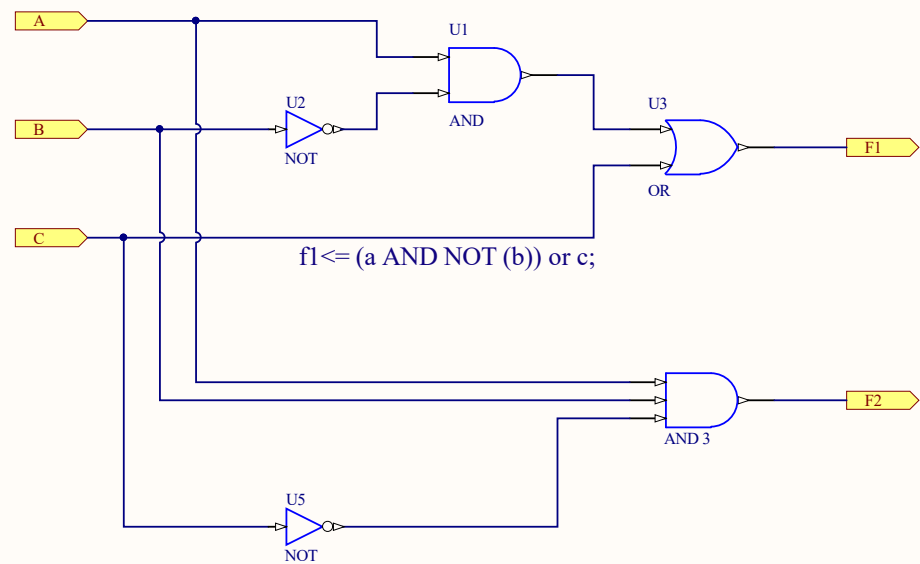 A
U1
U2
U3
B
AND
F1
NOT
OR
C
f1<= (a AND NOT (b)) or c;
F2
AND 3
U5
NOT